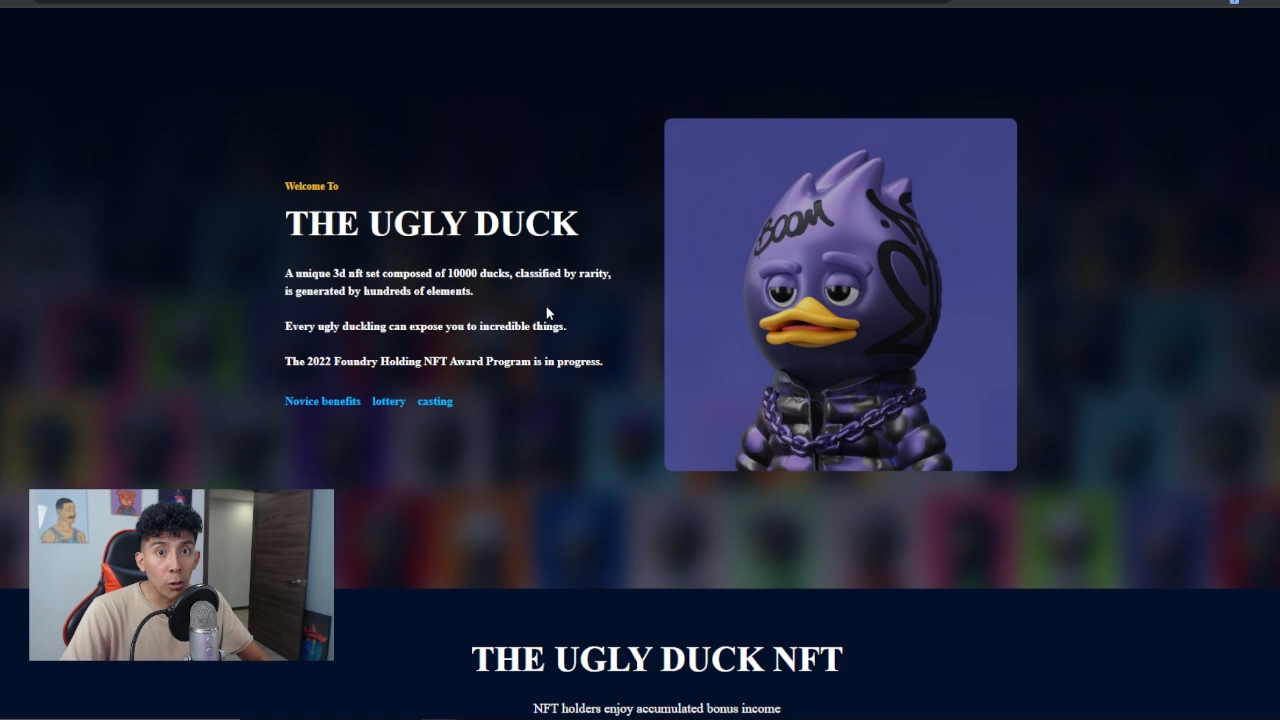 Welcome To
THE UGLY DUCK
A unique 3d nft set composed of 10000 ducks, classified by rarity,
is generated by hundreds of elements.
Every ugly duckling can expose you to incredible things.
The 2022 Foundry Holding NFT Award Program is in progress.
Novice benefits lottery casting
BOOM
THE UGLY DUCK NFT
NFT holders enjoy accumulated bonus income